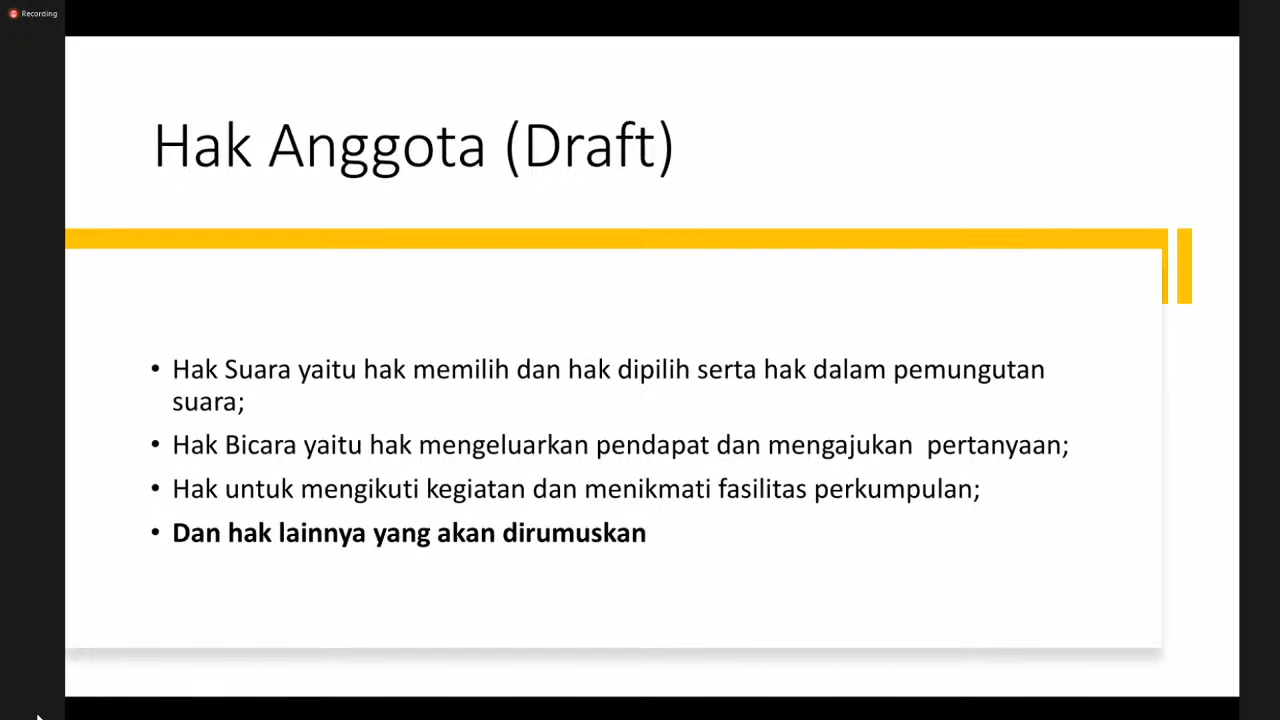 Recording
Hak Anggota (Draft)
• Hak Suara yaitu hak memilih dan hak dipilih serta hak dalam pemungutan
suara;
• Hak Bicara yaitu hak mengeluarkan pendapat dan mengajukan  pertanyaan;
• Hak untuk mengikuti kegiatan dan menikmati fasilitas perkumpulan;
• Dan hak lainnya yang akan dirumuskan